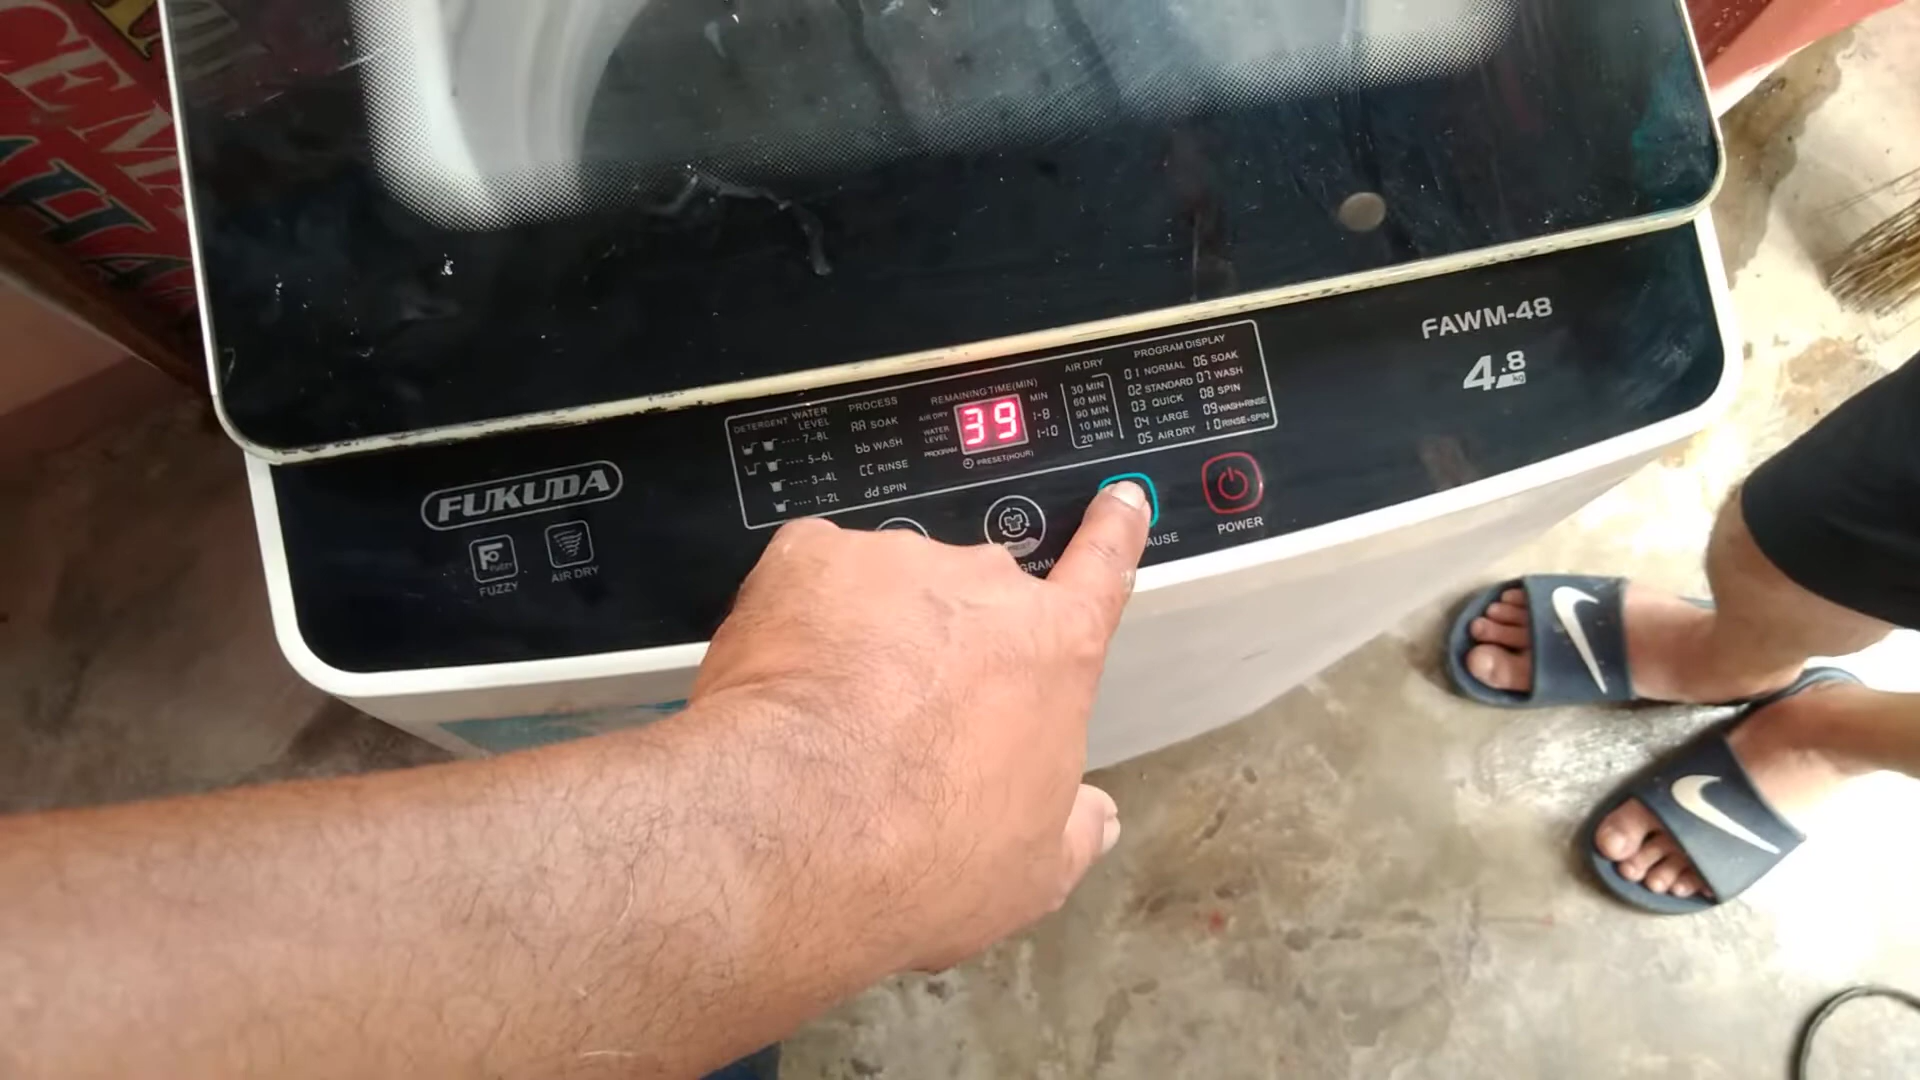 FUKUDA
FUZZY
AIR DRY
DETERGENT
WATER LEVEL
7-8L
5-6L
3-4L
1-2L
PROCESS
AA SOAK
bb WASH
CC RINSE
dd SPIN
REMAINING TIME(MIN)
AIR DRY
WATER LEVEL
PROGRAM
39
MIN
1-8
1-10
PRESET(HOUR)
AIR DRY
30 MIN
60 MIN
90 MIN
10 MIN
20 MIN
PROGRAM DISPLAY
01 NORMAL 06 SOAK
02 STANDARD 07 WASH
03 QUICK 08 SPIN
04 LARGE 09 WASH+RINSE
05 AIR DRY 10 RINSE+SPIN
GRAM
AUSE
POWER
FAWM-48
4.8 kg